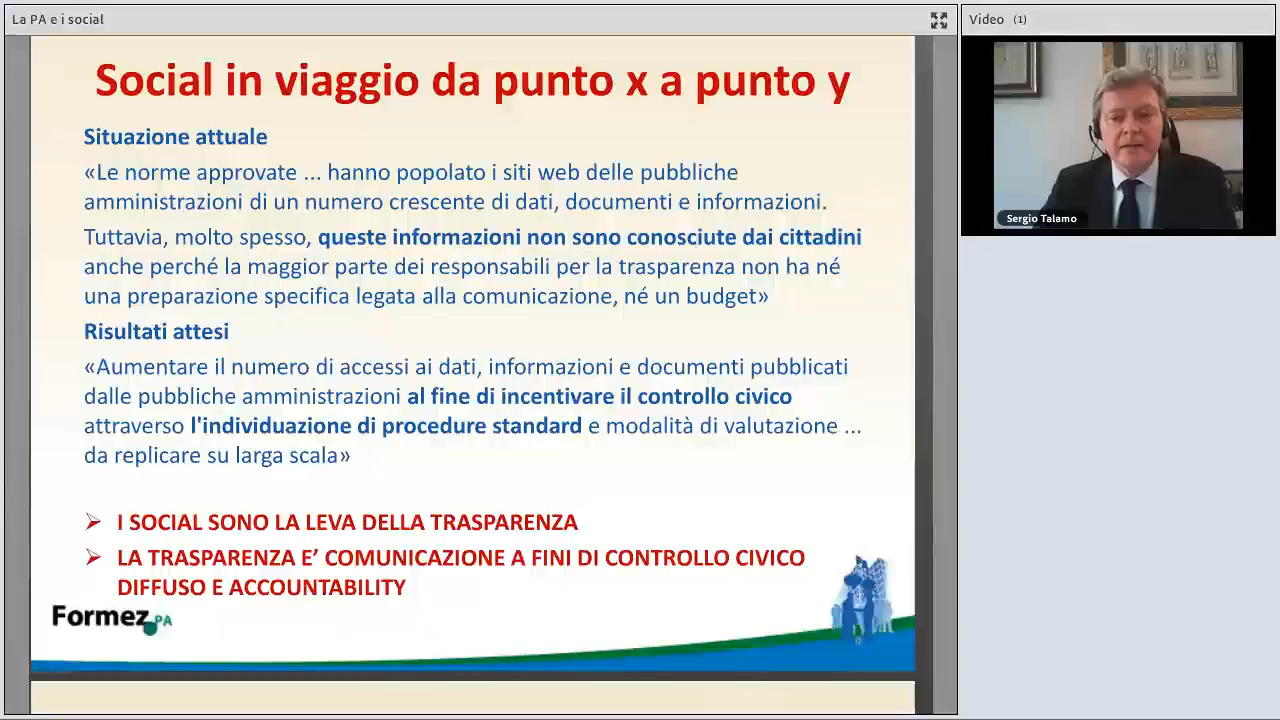 La PA e i social
Video (1)
Social in viaggio da punto x a punto y
Situazione attuale
«Le norme approvate ... hanno popolato i siti web delle pubbliche
amministrazioni di un numero crescente di dati, documenti e informazioni.
Tuttavia, molto spesso, queste informazioni non sono conosciute dai cittadini
anche perché la maggior parte dei responsabili per la trasparenza non ha né
una preparazione specifica legata alla comunicazione, né un budget»
Risultati attesi
«Aumentare il numero di accessi ai dati, informazioni e documenti pubblicati
dalle pubbliche amministrazioni al fine di incentivare il controllo civico
attraverso l'individuazione di procedure standard e modalità di valutazione ...
da replicare su larga scala»
➢ I SOCIAL SONO LA LEVA DELLA TRASPARENZA
➢ LA TRASPARENZA E’ COMUNICAZIONE A FINI DI CONTROLLO CIVICO
DIFFUSO E ACCOUNTABILITY
Formez PA
Sergio Talamo